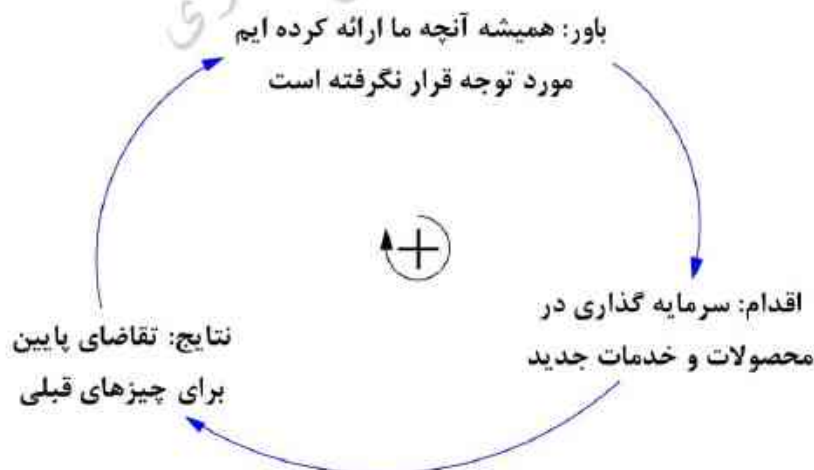 باور: همیشه آنچه ما ارائه کرده ایم
مورد توجه قرار نگرفته است
اقدام: سرمایه گذاری در
محصولات و خدمات جدید
نتایج: تقاضای پایین
برای چیزهای قبلی